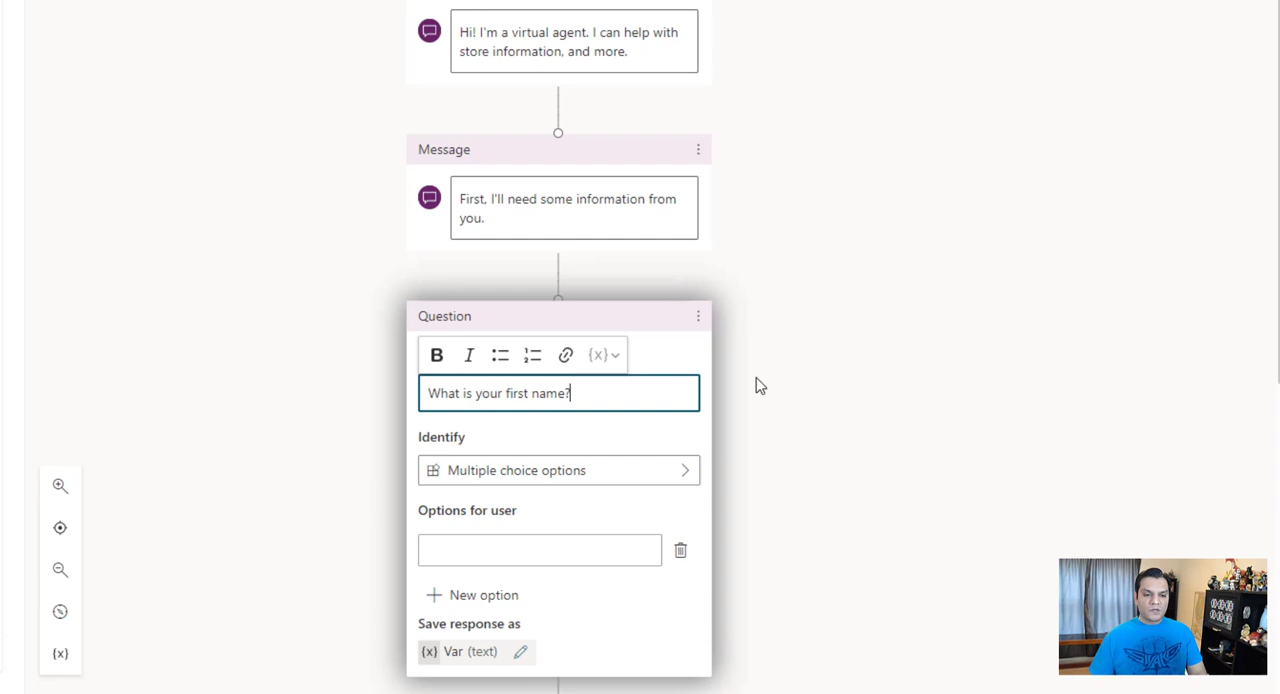 Hi! I'm a virtual agent. I can help with
store information, and more.
Message
First, I'll need some information from
you.
Question
B I {x}
What is your first name?
Identify
Multiple choice options
Options for user
New option
Save response as
{x} Var (text)
{x}